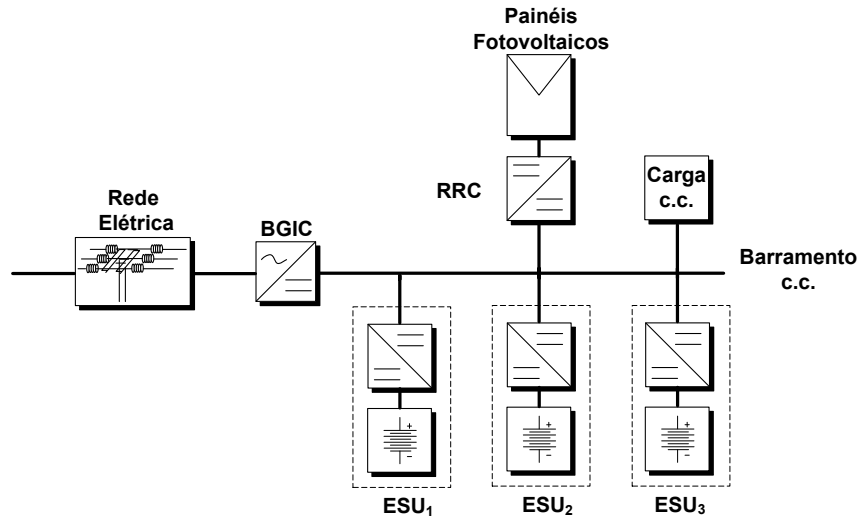 Painéis
Fotovoltaicos
RRC
Carga
c.c.
Rede
Elétrica
BGIC
Barramento
c.c.
+
-
+
-
+
-
ESU₁
ESU₂
ESU₃